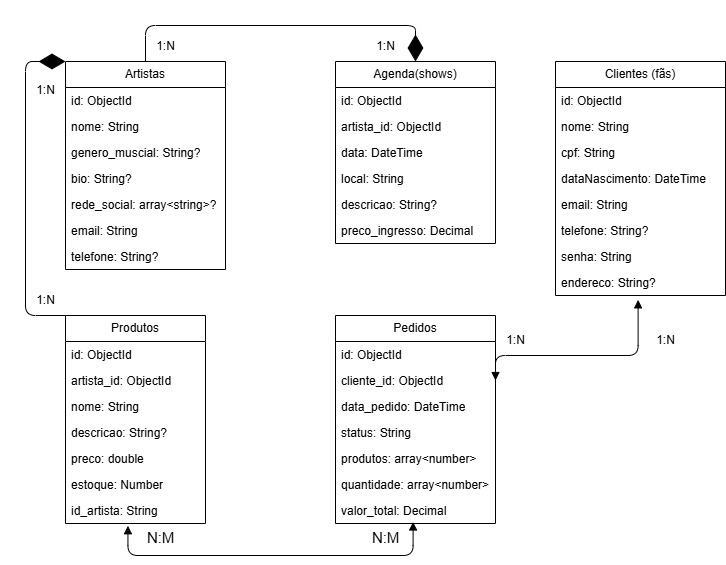 1:N
1:N
1:N
Artistas
id: ObjectId
nome: String
genero_muscial: String?
bio: String?
rede_social: array<string>?
email: String
telefone: String?
Agenda(shows)
id: ObjectId
artista_id: ObjectId
data: DateTime
local: String
descricao: String?
preco_ingresso: Decimal
Clientes (fãs)
id: ObjectId
nome: String
cpf: String
dataNascimento: DateTime
email: String
telefone: String?
senha: String
endereco: String?
1:N
Produtos
id: ObjectId
artista_id: ObjectId
nome: String
descricao: String?
preco: double
estoque: Number
id_artista: String
Pedidos
id: ObjectId
cliente_id: ObjectId
data_pedido: DateTime
status: String
produtos: array<number>
quantidade: array<number>
valor_total: Decimal
1:N
1:N
N:M
N:M